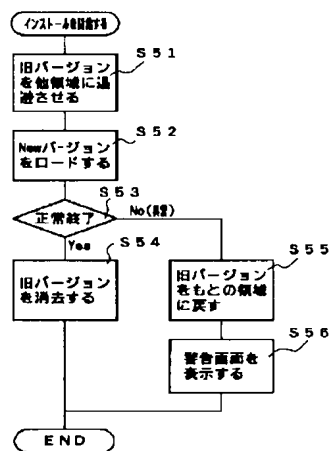 インストールを開始する
S51
旧バージョン
を他領域に退
避させる
S52
Newバージョン
をロードする
S53
正常終了
No(異常)
Yes
S54
旧バージョン
を消去する
S55
旧バージョン
をもとの領域
に戻す
S56
警告画面を
表示する
END